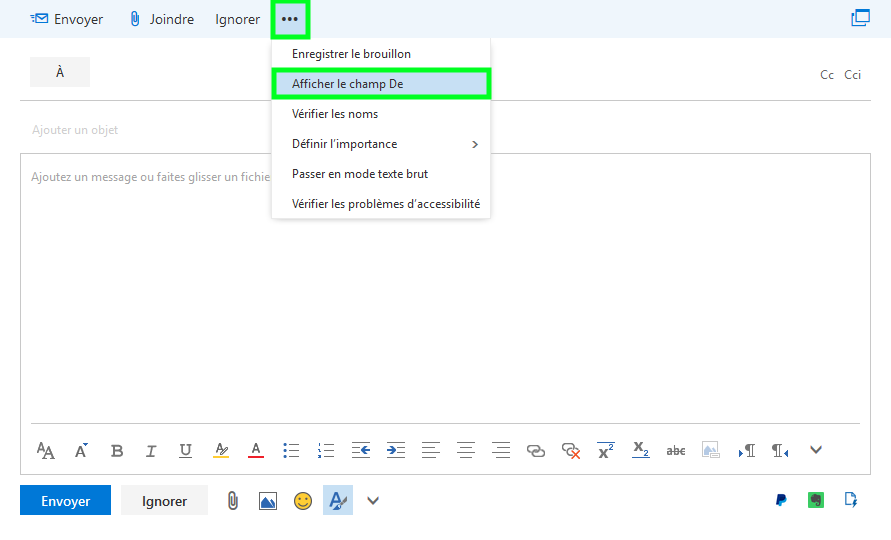 Envoyer Joindre Ignorer •••
Enregistrer le brouillon
Afficher le champ De
Vérifier les noms
Définir l'importance
Passer en mode texte brut
Vérifier les problèmes d'accessibilité
À Cc Cci
Ajouter un objet
Ajoutez un message ou faites glisser un fichie
AA A B I U A A abc
Envoyer Ignorer